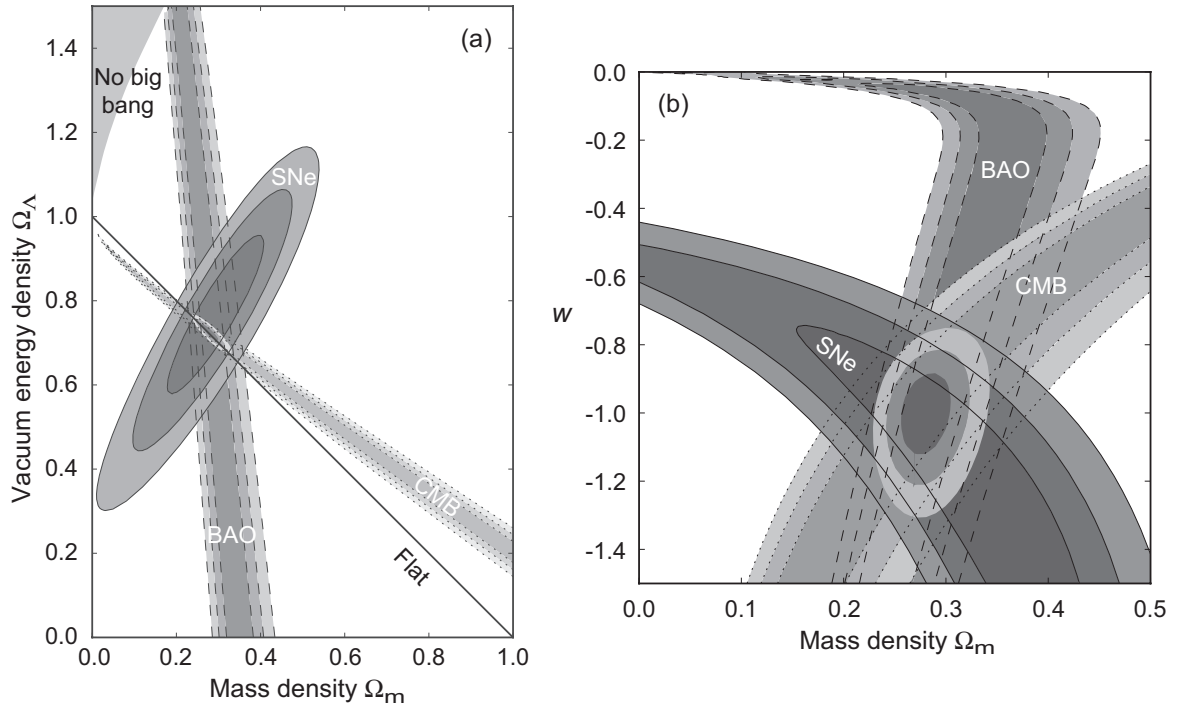 (a)
No big
bang
SNe
BAO
CMB
Flat
Vacuum energy density Ω_Λ
1.4
1.2
1.0
0.8
0.6
0.4
0.2
0.0
0.0 0.2 0.4 0.6 0.8 1.0
Mass density Ω_m
(b)
BAO
CMB
SNe
w
0.0
-0.2
-0.4
-0.6
-0.8
-1.0
-1.2
-1.4
0.0 0.1 0.2 0.3 0.4 0.5
Mass density Ω_m